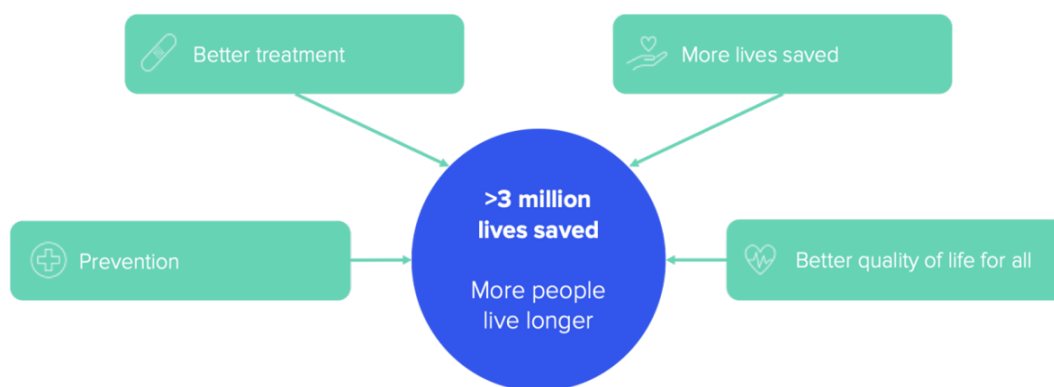 Better treatment
More lives saved
>3 million
lives saved
More people
live longer
Prevention
Better quality of life for all